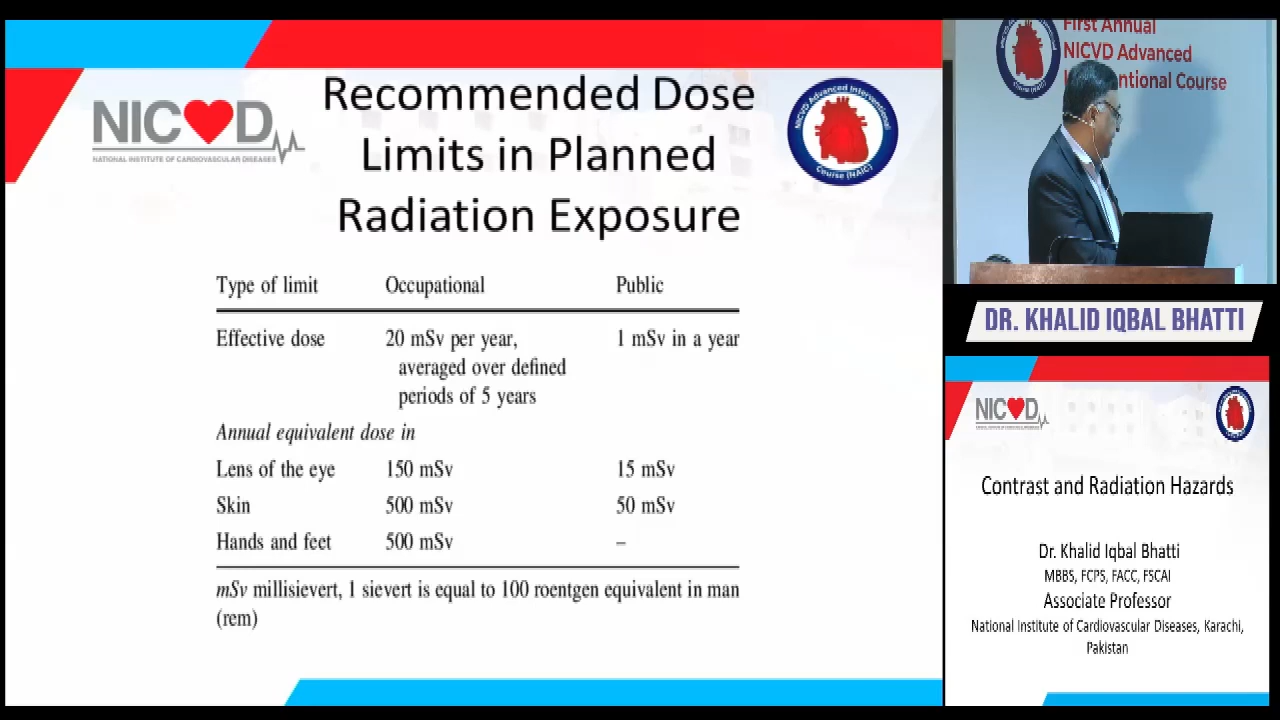 NICVD
NATIONAL INSTITUTE OF CARDIOVASCULAR DISEASES
Recommended Dose
Limits in Planned
Radiation Exposure
NICVD Advanced Interventional
Course (NAIC)
Type of limit Occupational Public
Effective dose 20 mSv per year, 1 mSv in a year
averaged over defined
periods of 5 years
Annual equivalent dose in
Lens of the eye 150 mSv 15 mSv
Skin 500 mSv 50 mSv
Hands and feet 500 mSv –
mSv millisievert, 1 sievert is equal to 100 roentgen equivalent in man
(rem)
First Annual
NICVD Advanced
ntional Course
DR. KHALID IQBAL BHATTI
NICVD
Contrast and Radiation Hazards
Dr. Khalid Iqbal Bhatti
MBBS, FCPS, FACC, FSCAI
Associate Professor
National Institute of Cardiovascular Diseases, Karachi,
Pakistan